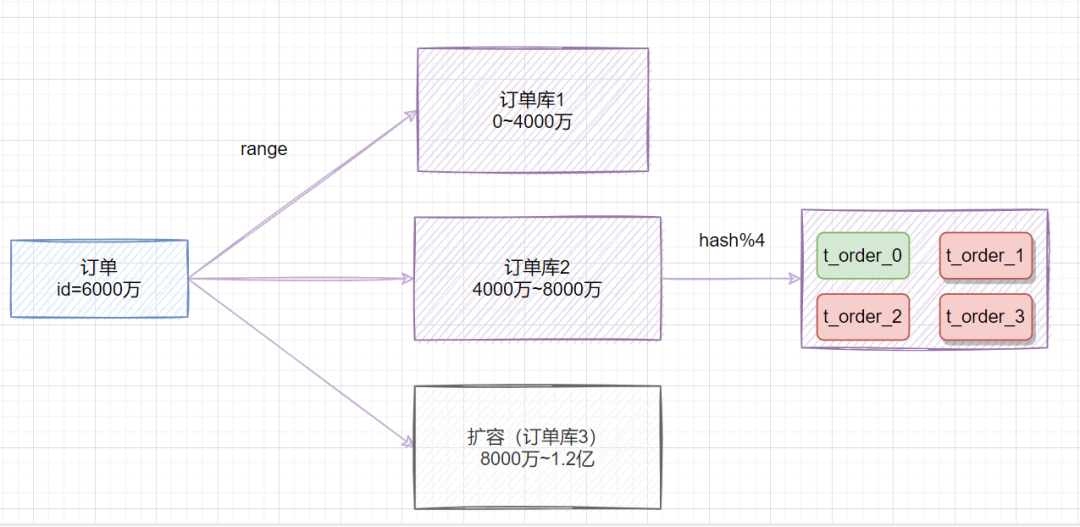 订单库1
0~4000万
range
订单
id=6000万
订单库2
4000万~8000万
hash%4
t_order_0
t_order_1
t_order_2
t_order_3
扩容（订单库3）
8000万~1.2亿